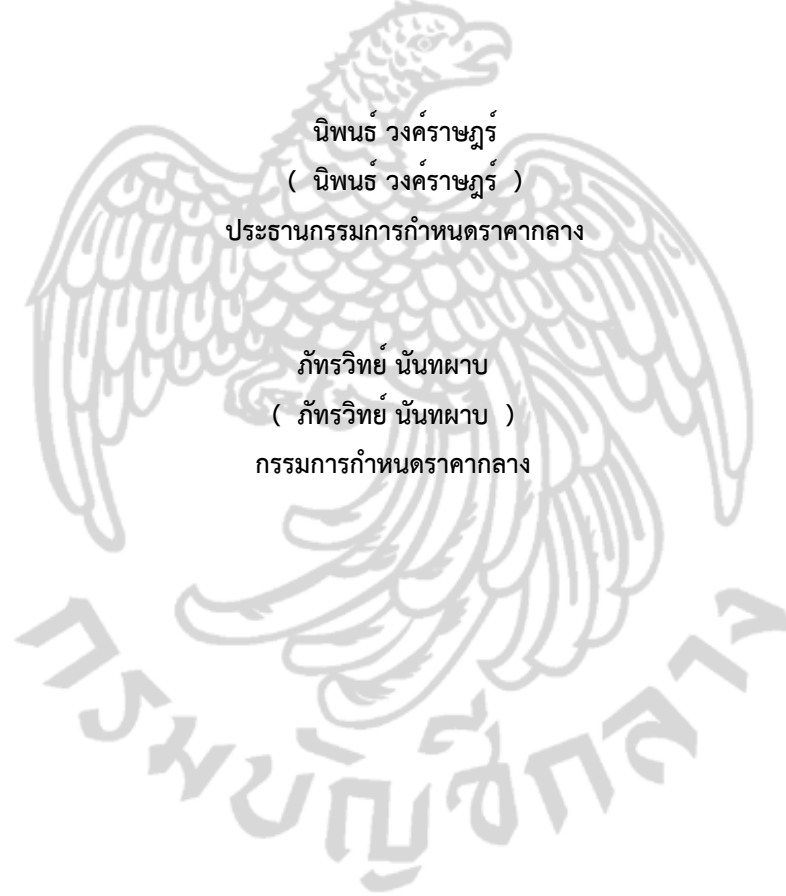 นิพนธ์ วงค์ราษฎร์
( นิพนธ์ วงค์ราษฎร์ )
ประธานกรรมการกำหนดราคากลาง
ภัทรวิทย์ นันทผาบ
( ภัทรวิทย์ นันทผาบ )
กรรมการกำหนดราคากลาง
กรมบัญชีกลาง